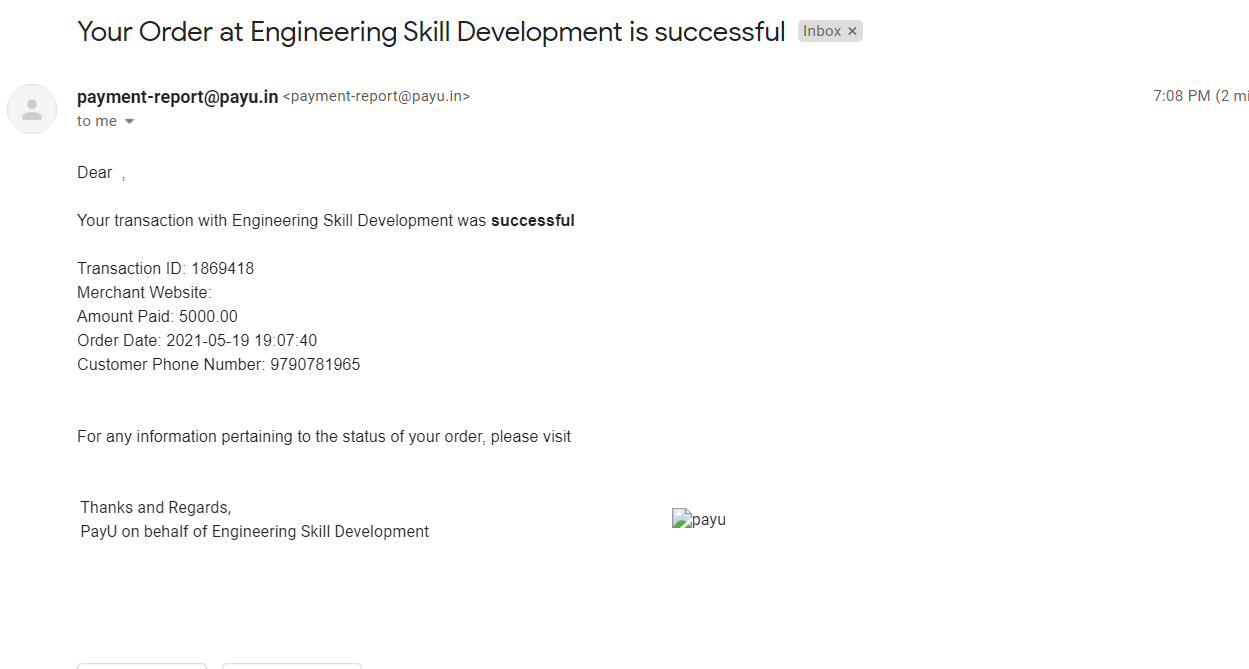 Your Order at Engineering Skill Development is successful Inbox ×
payment-report@payu.in <payment-report@payu.in> 7:08 PM (2 mi
to me
Dear ,
Your transaction with Engineering Skill Development was successful
Transaction ID: 1869418
Merchant Website:
Amount Paid: 5000.00
Order Date: 2021-05-19 19:07:40
Customer Phone Number: 9790781965
For any information pertaining to the status of your order, please visit
Thanks and Regards,
PayU on behalf of Engineering Skill Development
payu